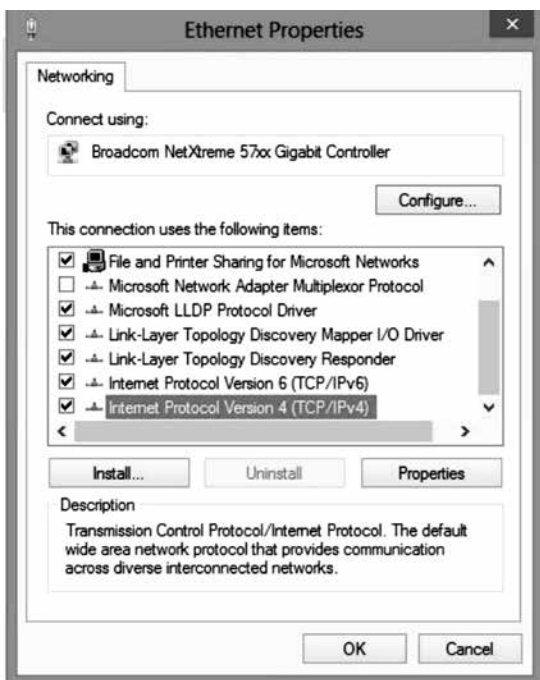 Ethernet Properties
Networking
Connect using:
Broadcom NetXtreme 57xx Gigabit Controller
Configure...
This connection uses the following items:
File and Printer Sharing for Microsoft Networks
Microsoft Network Adapter Multiplexor Protocol
Microsoft LLDP Protocol Driver
Link-Layer Topology Discovery Mapper I/O Driver
Link-Layer Topology Discovery Responder
Internet Protocol Version 6 (TCP/IPv6)
Internet Protocol Version 4 (TCP/IPv4)
Install... Uninstall Properties
Description
Transmission Control Protocol/Internet Protocol. The default
wide area network protocol that provides communication
across diverse interconnected networks.
OK Cancel